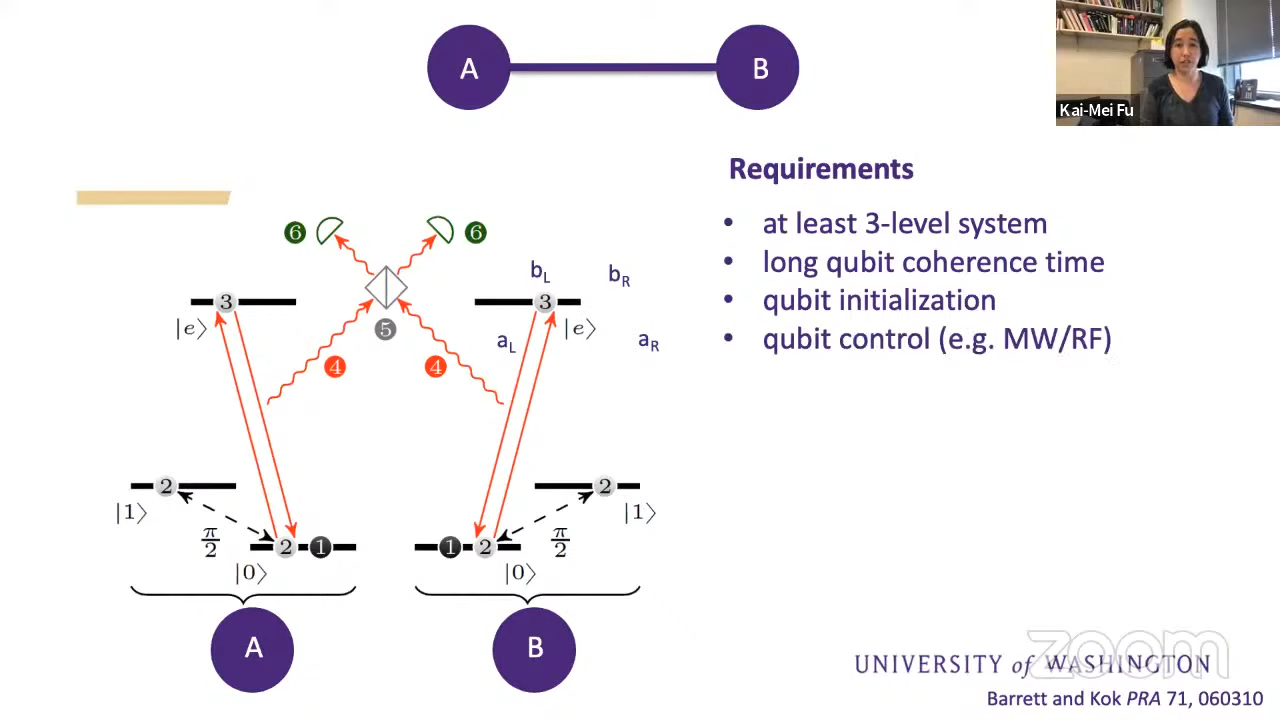 A
B
Kai-Mei Fu
Requirements
• at least 3-level system
• long qubit coherence time
• qubit initialization
• qubit control (e.g. MW/RF)
6
6
b_L
b_R
3
3
|e⟩
5
|e⟩
a_L
a_R
4
4
2
2
|1⟩
|1⟩
π/2
π/2
2
1
1
2
|0⟩
|0⟩
A
B
zoom
UNIVERSITY of WASHINGTON
Barrett and Kok PRA 71, 060310